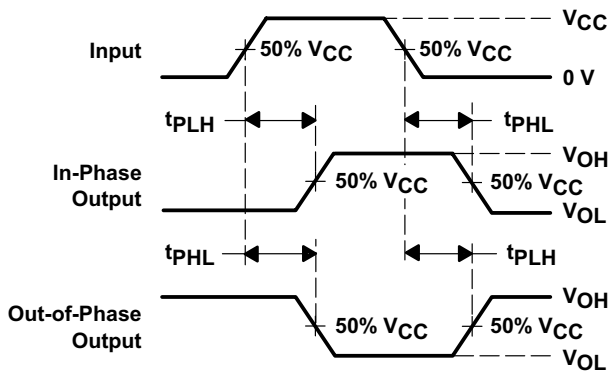 VCC
Input
50% VCC
50% VCC
0 V
tPLH
tPHL
In-Phase
Output
VOH
50% VCC
50% VCC
VOL
tPHL
tPLH
Out-of-Phase
Output
VOH
50% VCC
50% VCC
VOL